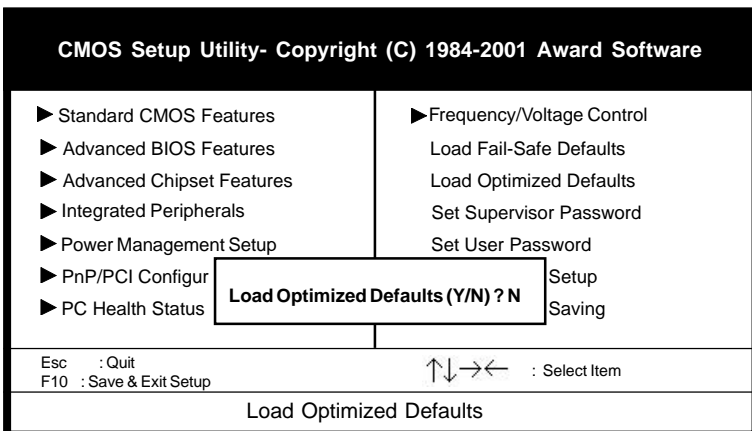 CMOS Setup Utility- Copyright (C) 1984-2001 Award Software
Standard CMOS Features
Advanced BIOS Features
Advanced Chipset Features
Integrated Peripherals
Power Management Setup
PnP/PCI Configur
PC Health Status
Frequency/Voltage Control
Load Fail-Safe Defaults
Load Optimized Defaults
Set Supervisor Password
Set User Password
Setup
Saving
Load Optimized Defaults (Y/N) ? N
Esc : Quit
F10 : Save & Exit Setup
↑↓→← : Select Item
Load Optimized Defaults